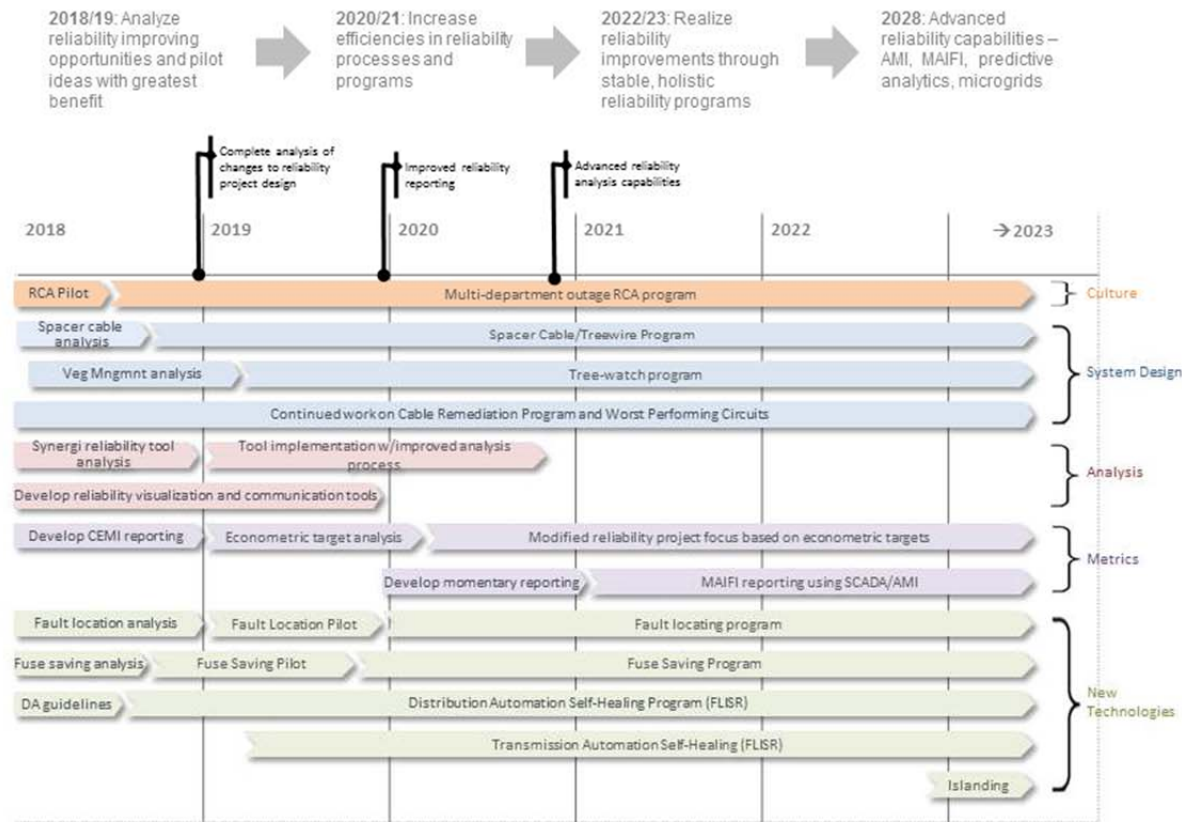 2018/19: Analyze
reliability improving
opportunities and pilot
ideas with greatest
benefit
2020/21: Increase
efficiencies in reliability
processes and
programs
2022/23: Realize
reliability
improvements through
stable, holistic
reliability programs
2028: Advanced
reliability capabilities –
AMI, MAIFI, predictive
analytics, microgrids
Complete analysis of
changes to reliability
project design
Improved reliability
reporting
Advanced reliability
analysis capabilities
2018
2019
2020
2021
2022
→2023
RCA Pilot
Multi-department outage RCA program
Culture
Spacer cable
analysis
Spacer Cable/Treewire Program
Veg Mngmnt analysis
Tree-watch program
System Design
Continued work on Cable Remediation Program and Worst Performing Circuits
Synergi reliability tool
analysis
Tool implementation w/improved analysis
process
Analysis
Develop reliability visualization and communication tools
Develop CEMI reporting
Econometric target analysis
Modified reliability project focus based on econometric targets
Metrics
Develop momentary reporting
MAIFI reporting using SCADA/AMI
Fault location analysis
Fault Location Pilot
Fault locating program
Fuse saving analysis
Fuse Saving Pilot
Fuse Saving Program
DA guidelines
Distribution Automation Self-Healing Program (FLISR)
New
Technologies
Transmission Automation Self-Healing (FLISR)
Islanding